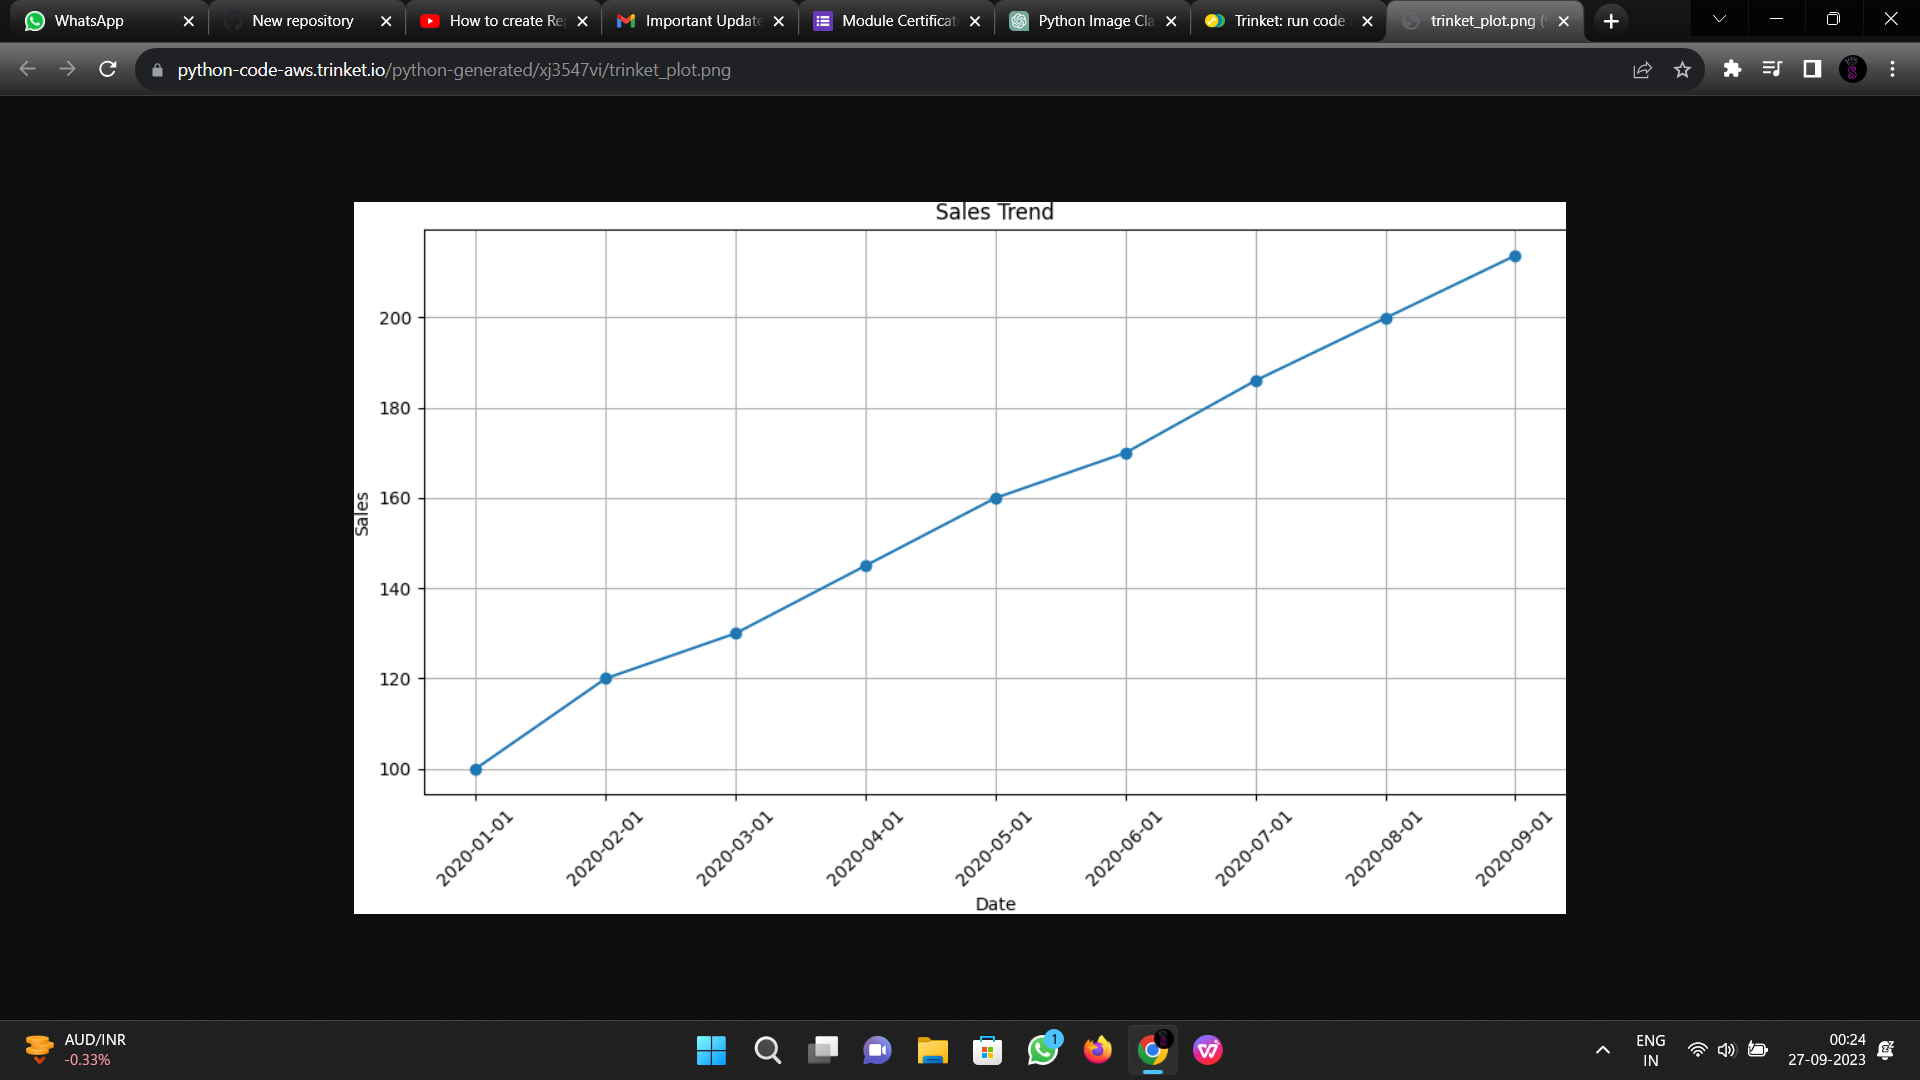 WhatsApp
New repository
How to create Re
Important Update
Module Certificat
Python Image Cla
Trinket: run code
trinket_plot.png (
python-code-aws.trinket.io/python-generated/xj3547vi/trinket_plot.png
Sales Trend
200
180
160
140
120
100
Sales
2020-01-01
2020-02-01
2020-03-01
2020-04-01
2020-05-01
2020-06-01
2020-07-01
2020-08-01
2020-09-01
Date
AUD/INR
-0.33%
1
ENG
IN
00:24
27-09-2023